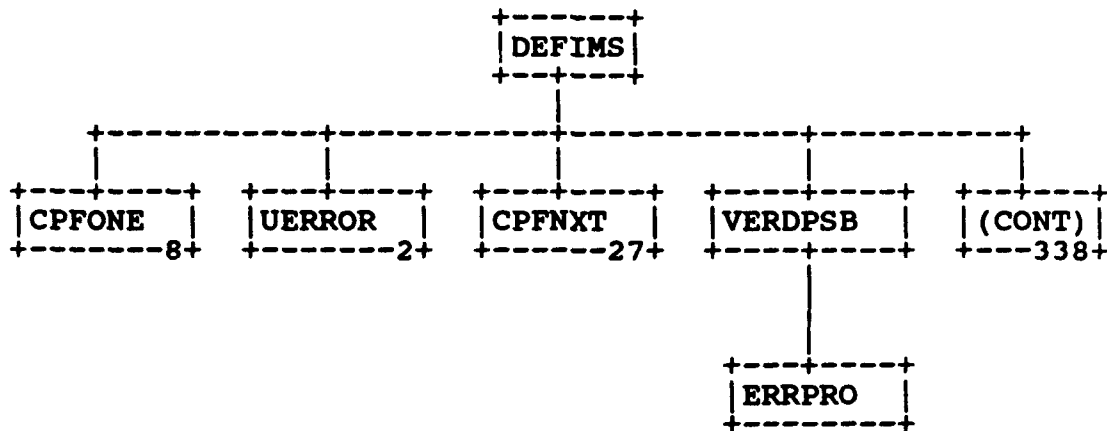 DEFIMS
CPFONE UERROR CPFNXT VERDPSB (CONT)
8 2 27 338
ERRPRO